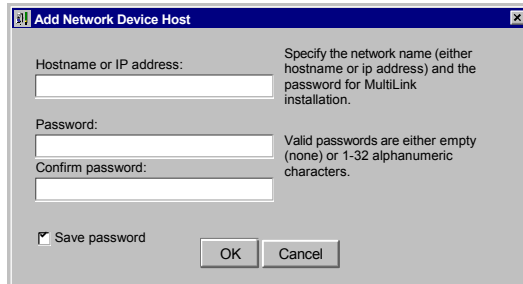 Add Network Device Host
Hostname or IP address:
Specify the network name (either
hostname or ip address) and the
password for MultiLink
installation.
Password:
Valid passwords are either empty
(none) or 1-32 alphanumeric
characters.
Confirm password:
Save password
OK
Cancel